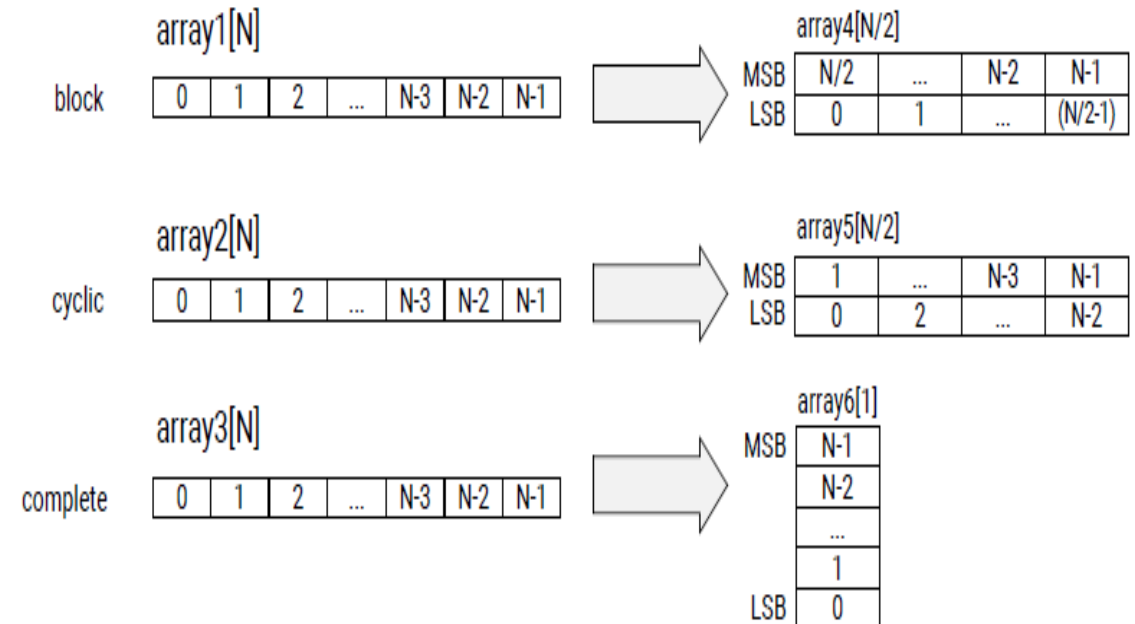 array1[N]
block 0 1 2 ... N-3 N-2 N-1
array4[N/2]
MSB N/2 ... N-2 N-1
LSB 0 1 ... (N/2-1)
array2[N]
cyclic 0 1 2 ... N-3 N-2 N-1
array5[N/2]
MSB 1 ... N-3 N-1
LSB 0 2 ... N-2
array3[N]
complete 0 1 2 ... N-3 N-2 N-1
array6[1]
MSB N-1
N-2
...
1
LSB 0